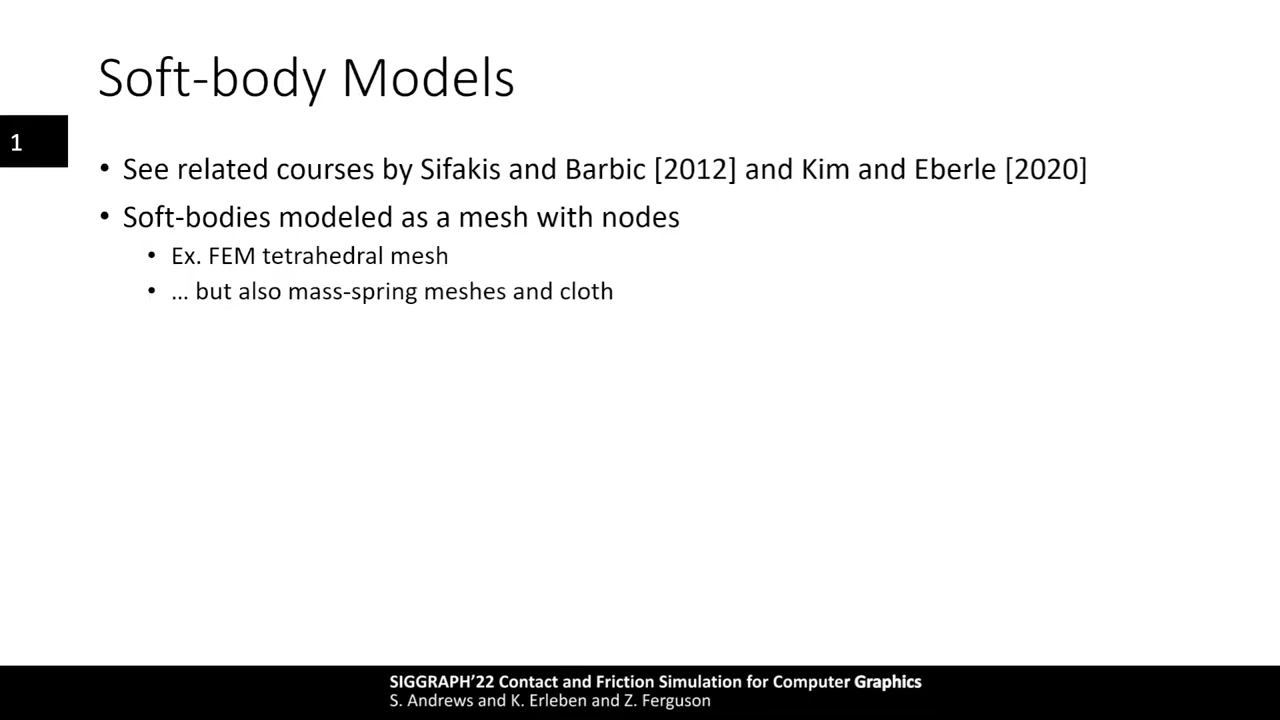 Soft-body Models
1
• See related courses by Sifakis and Barbic [2012] and Kim and Eberle [2020]
• Soft-bodies modeled as a mesh with nodes
• Ex. FEM tetrahedral mesh
• … but also mass-spring meshes and cloth
SIGGRAPH’22 Contact and Friction Simulation for Computer Graphics
S. Andrews and K. Erleben and Z. Ferguson